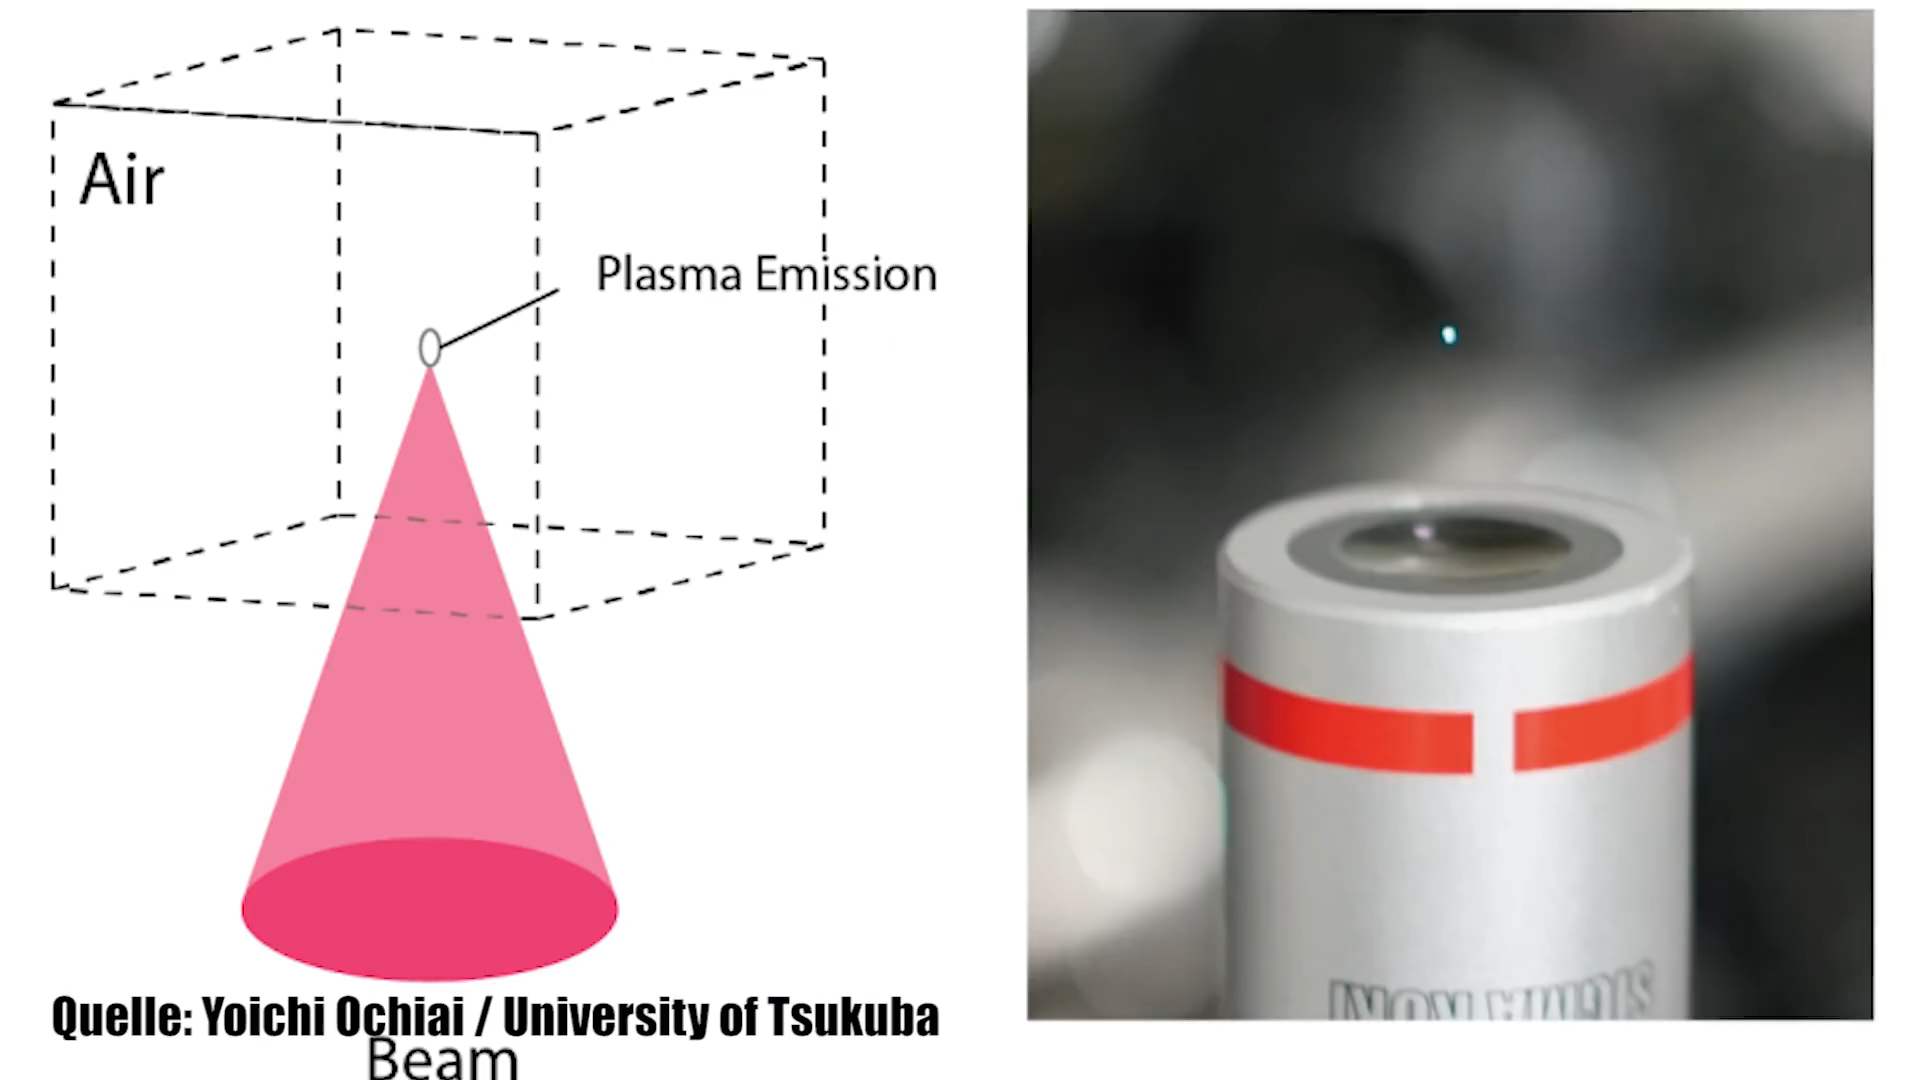 Air
Plasma Emission
Quelle: Yoichi Ochiai / University of Tsukuba
Beam